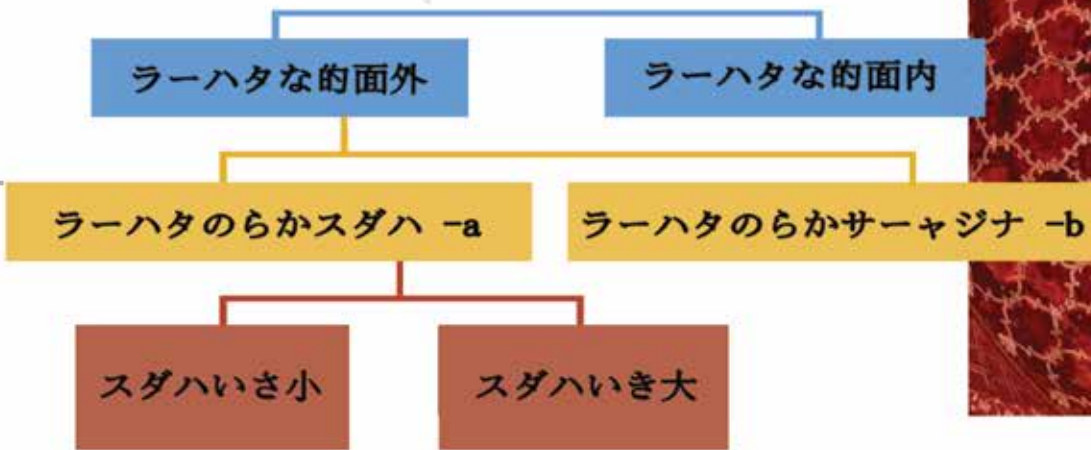 ラーハタな的面外
ラーハタな的面内
ラーハタのらかスダハ -a
ラーハタのらかサーャジナ -b
スダハいさ小
スダハいき大